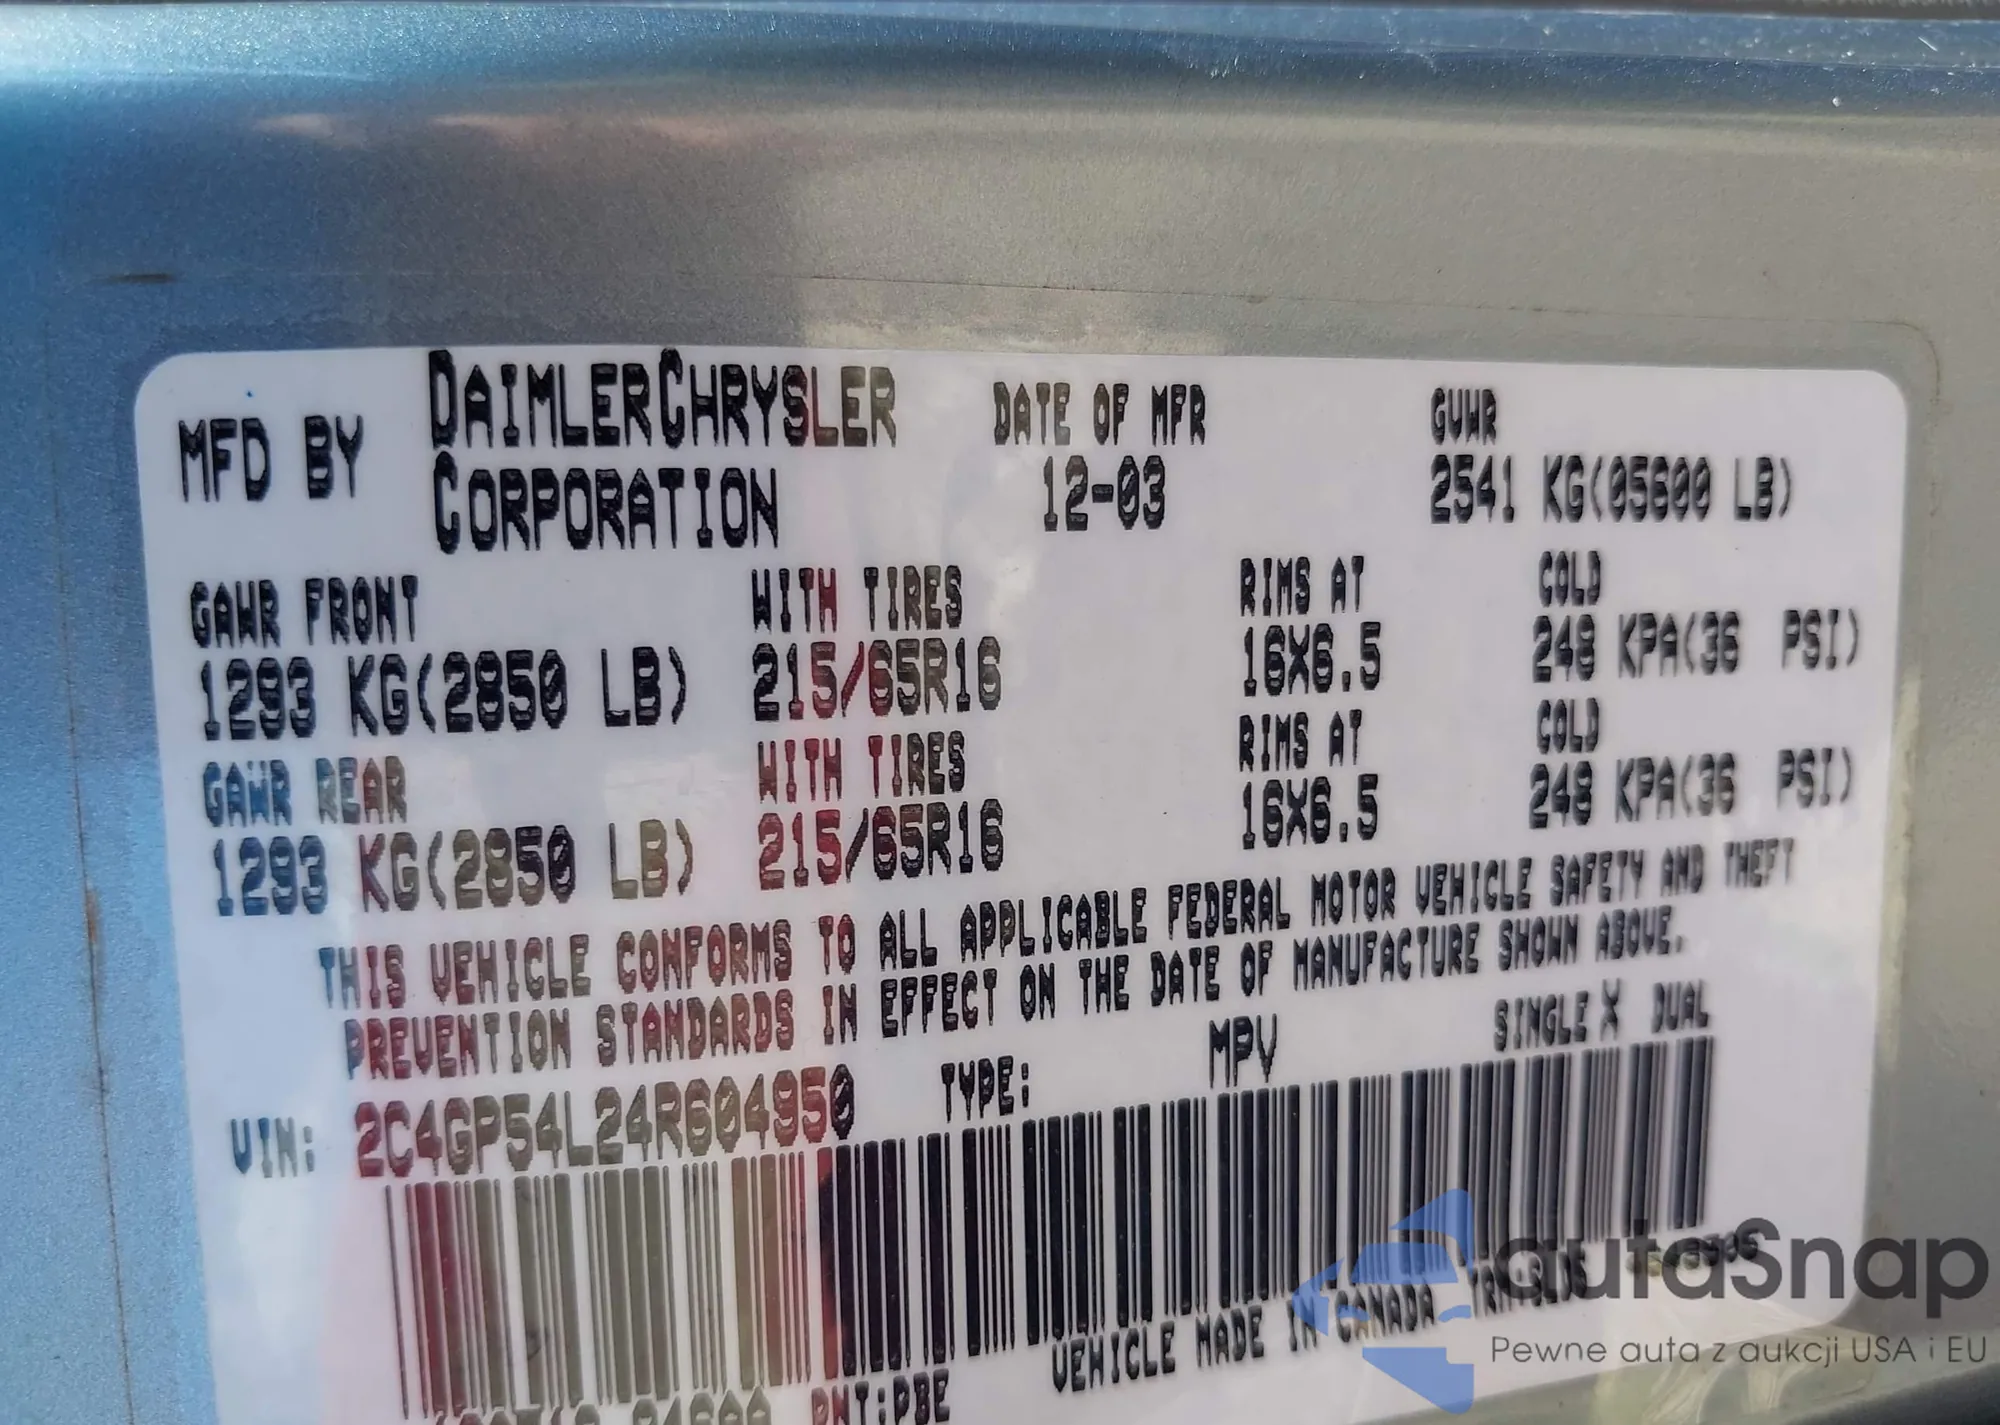 MFD BY DAIMLERCHRYSLER CORPORATION DATE OF MFR 12-03 GVWR 2541 KG(05600 LB)
GAWR FRONT WITH TIRES RIMS AT COLD
1293 KG(2850 LB) 215/65R16 16X6.5 248 KPA(36 PSI)
GAWR REAR WITH TIRES RIMS AT COLD
1293 KG(2850 LB) 215/65R16 16X6.5 248 KPA(36 PSI)
THIS VEHICLE CONFORMS TO ALL APPLICABLE FEDERAL MOTOR VEHICLE SAFETY AND THEFT
PREVENTION STANDARDS IN EFFECT ON THE DATE OF MANUFACTURE SHOWN ABOVE.
VIN: 2C4GP54L24R604950 TYPE: MPV SINGLE X DUAL
VEHICLE MADE IN CANADA
PNT:PBE
autaSnap
Pewne auta z aukcji USA i EU